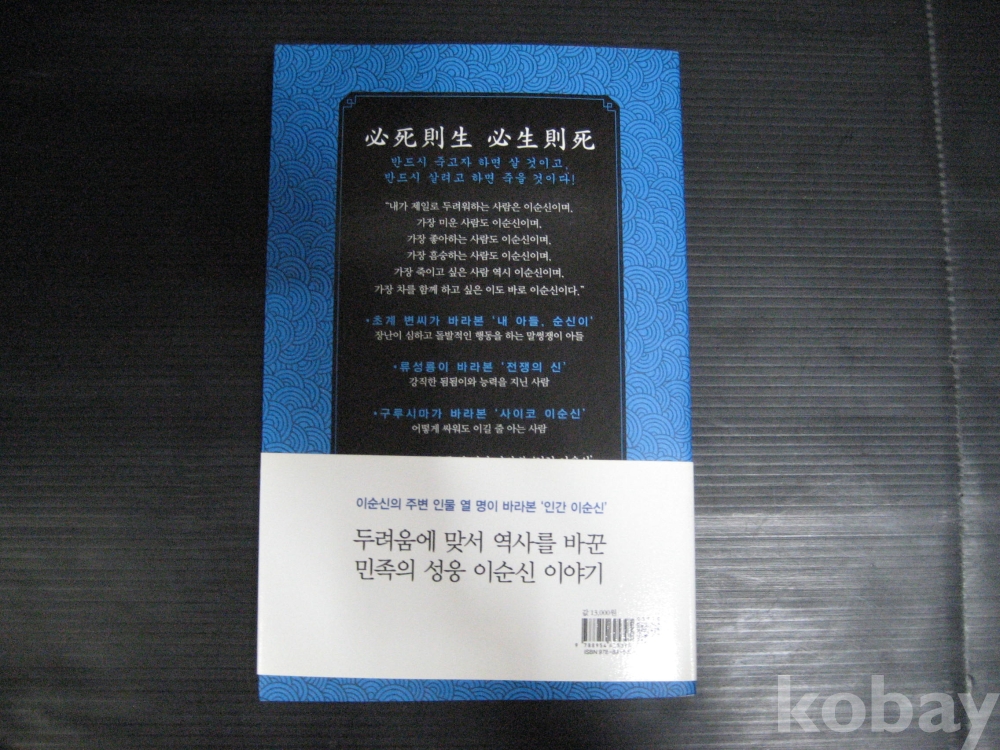 必死則生 必生則死
반드시 죽고자 하면 살 것이고,
반드시 살려고 하면 죽을 것이다!
"내가 제일로 두려워하는 사람은 이순신이며,
가장 미운 사람도 이순신이며,
가장 좋아하는 사람도 이순신이며,
가장 흠숭하는 사람도 이순신이며,
가장 죽이고 싶은 사람 역시 이순신이며,
가장 차를 함께 하고 싶은 이도 바로 이순신이다."
•초계 변씨가 바라본 '내 아들, 순신이'
장난이 심하고 돌발적인 행동을 하는 말썽쟁이 아들
•류성룡이 바라본 '전쟁의 신'
갈직한 됨됨이와 능력을 지닌 사람
•구루시마가 바라본 '사이코 이순신'
어떻게 싸워도 이길 줄 아는 사람
이순신의 주변 인물 열 명이 바라본 '인간 이순신'
두려움에 맞서 역사를 바꾼
민족의 성웅 이순신 이야기
값 13,000원
ISBN 978-
kobay